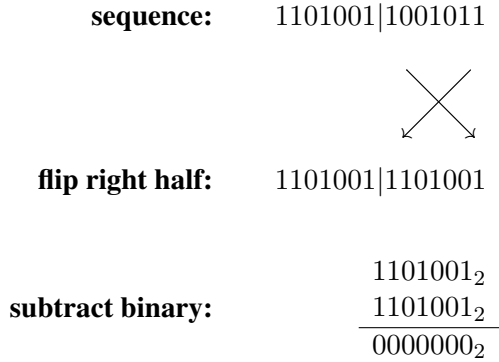 sequence: 1101001|1001011
flip right half: 1101001|1101001
1101001₂
subtract binary: 1101001₂
0000000₂